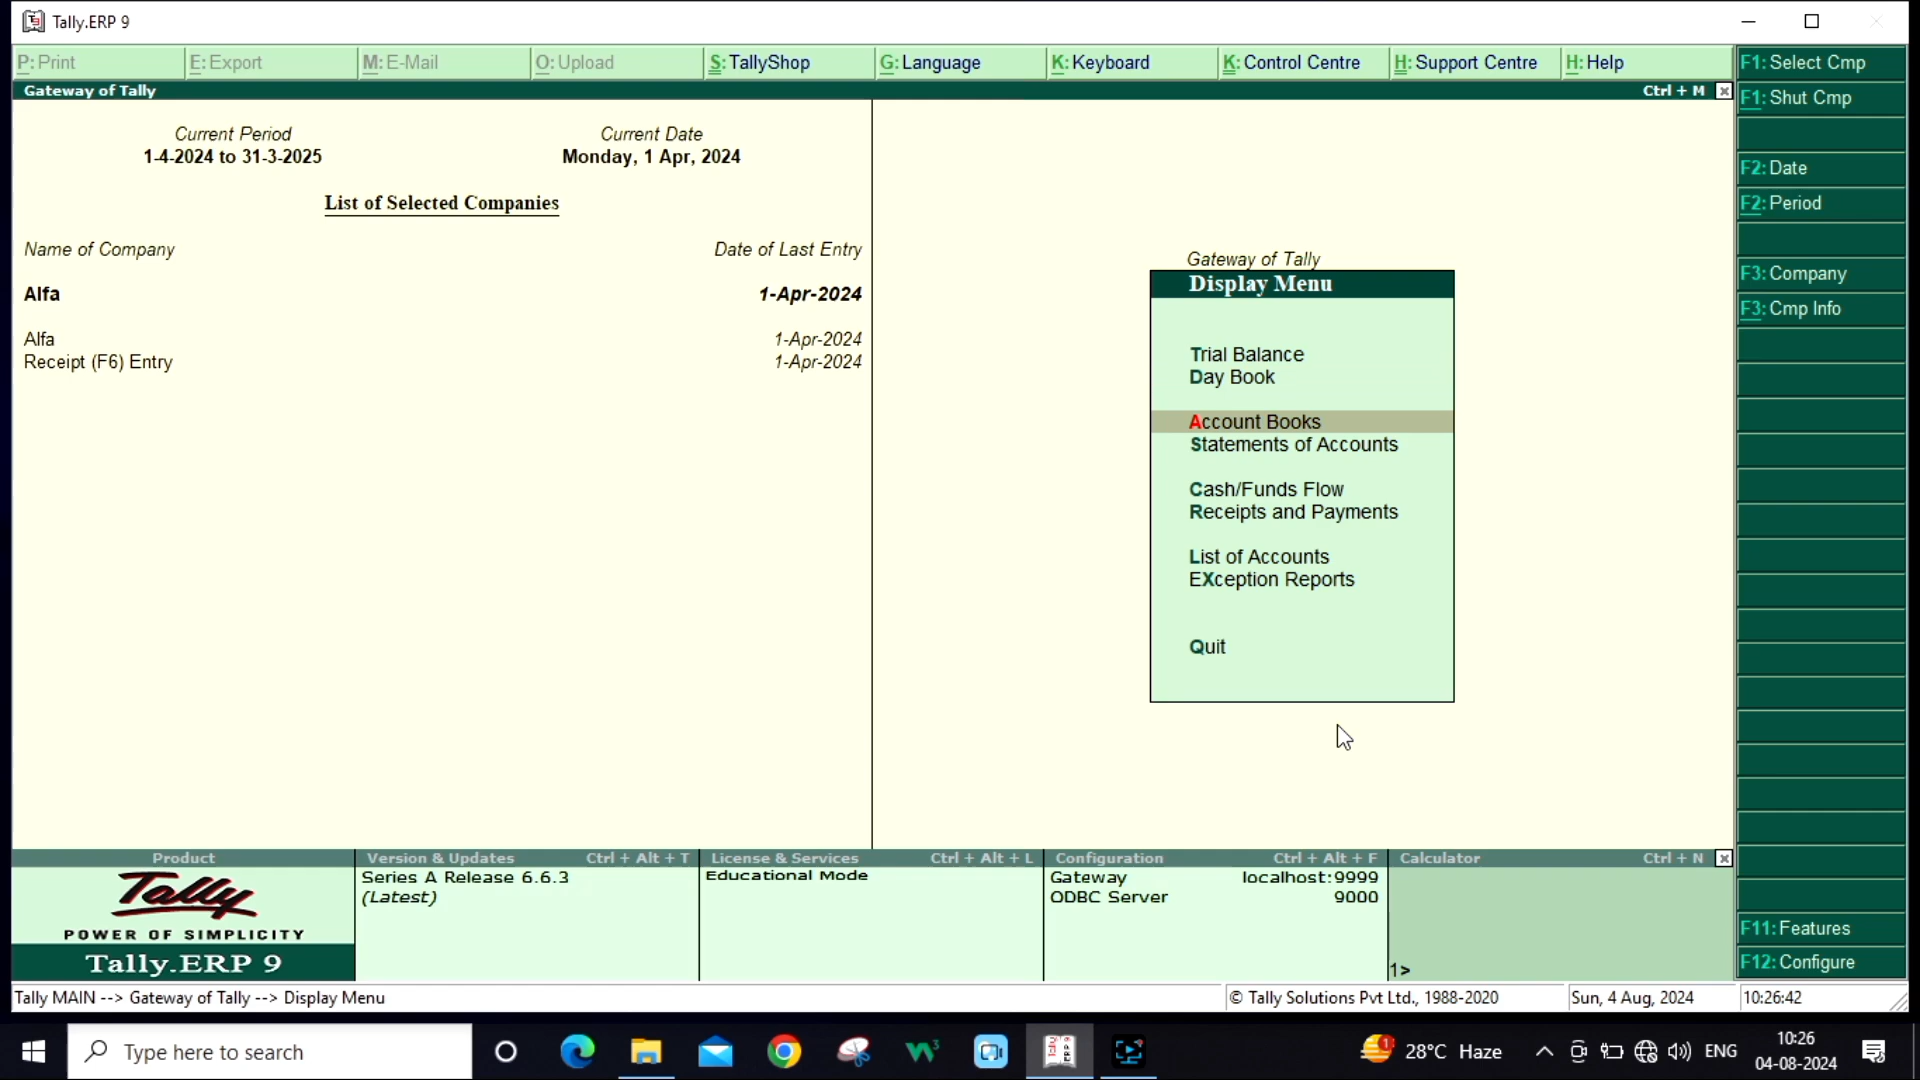 Tally.ERP 9
P: Print E: Export M: E-Mail O: Upload S: TallyShop G: Language K: Keyboard K: Control Centre H: Support Centre H: Help
Gateway of Tally Ctrl + M
Current Period Current Date
1-4-2024 to 31-3-2025 Monday, 1 Apr, 2024
List of Selected Companies
Name of Company Date of Last Entry
Alfa 1-Apr-2024
Alfa 1-Apr-2024
Receipt (F6) Entry 1-Apr-2024
Gateway of Tally
Display Menu
Trial Balance
Day Book
Account Books
Statements of Accounts
Cash/Funds Flow
Receipts and Payments
List of Accounts
EXception Reports
Quit
F1: Select Cmp
F1: Shut Cmp
F2: Date
F2: Period
F3: Company
F3: Cmp Info
F11: Features
F12: Configure
Product
Tally
POWER OF SIMPLICITY
Tally.ERP 9
Version & Updates Ctrl + Alt + T
Series A Release 6.6.3
(Latest)
License & Services Ctrl + Alt + L
Educational Mode
Configuration Ctrl + Alt + F
Gateway localhost:9999
ODBC Server 9000
Calculator Ctrl + N
1>
Tally MAIN --> Gateway of Tally --> Display Menu © Tally Solutions Pvt Ltd., 1988-2020 Sun, 4 Aug, 2024 10:26:42
Type here to search 28°C Haze ENG 10:26
04-08-2024